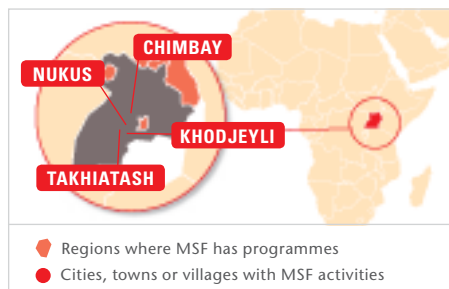 CHIMBAY
NUKUS
KHODJEYLI
TAKHIATASH
Regions where MSF has programmes
Cities, towns or villages with MSF activities